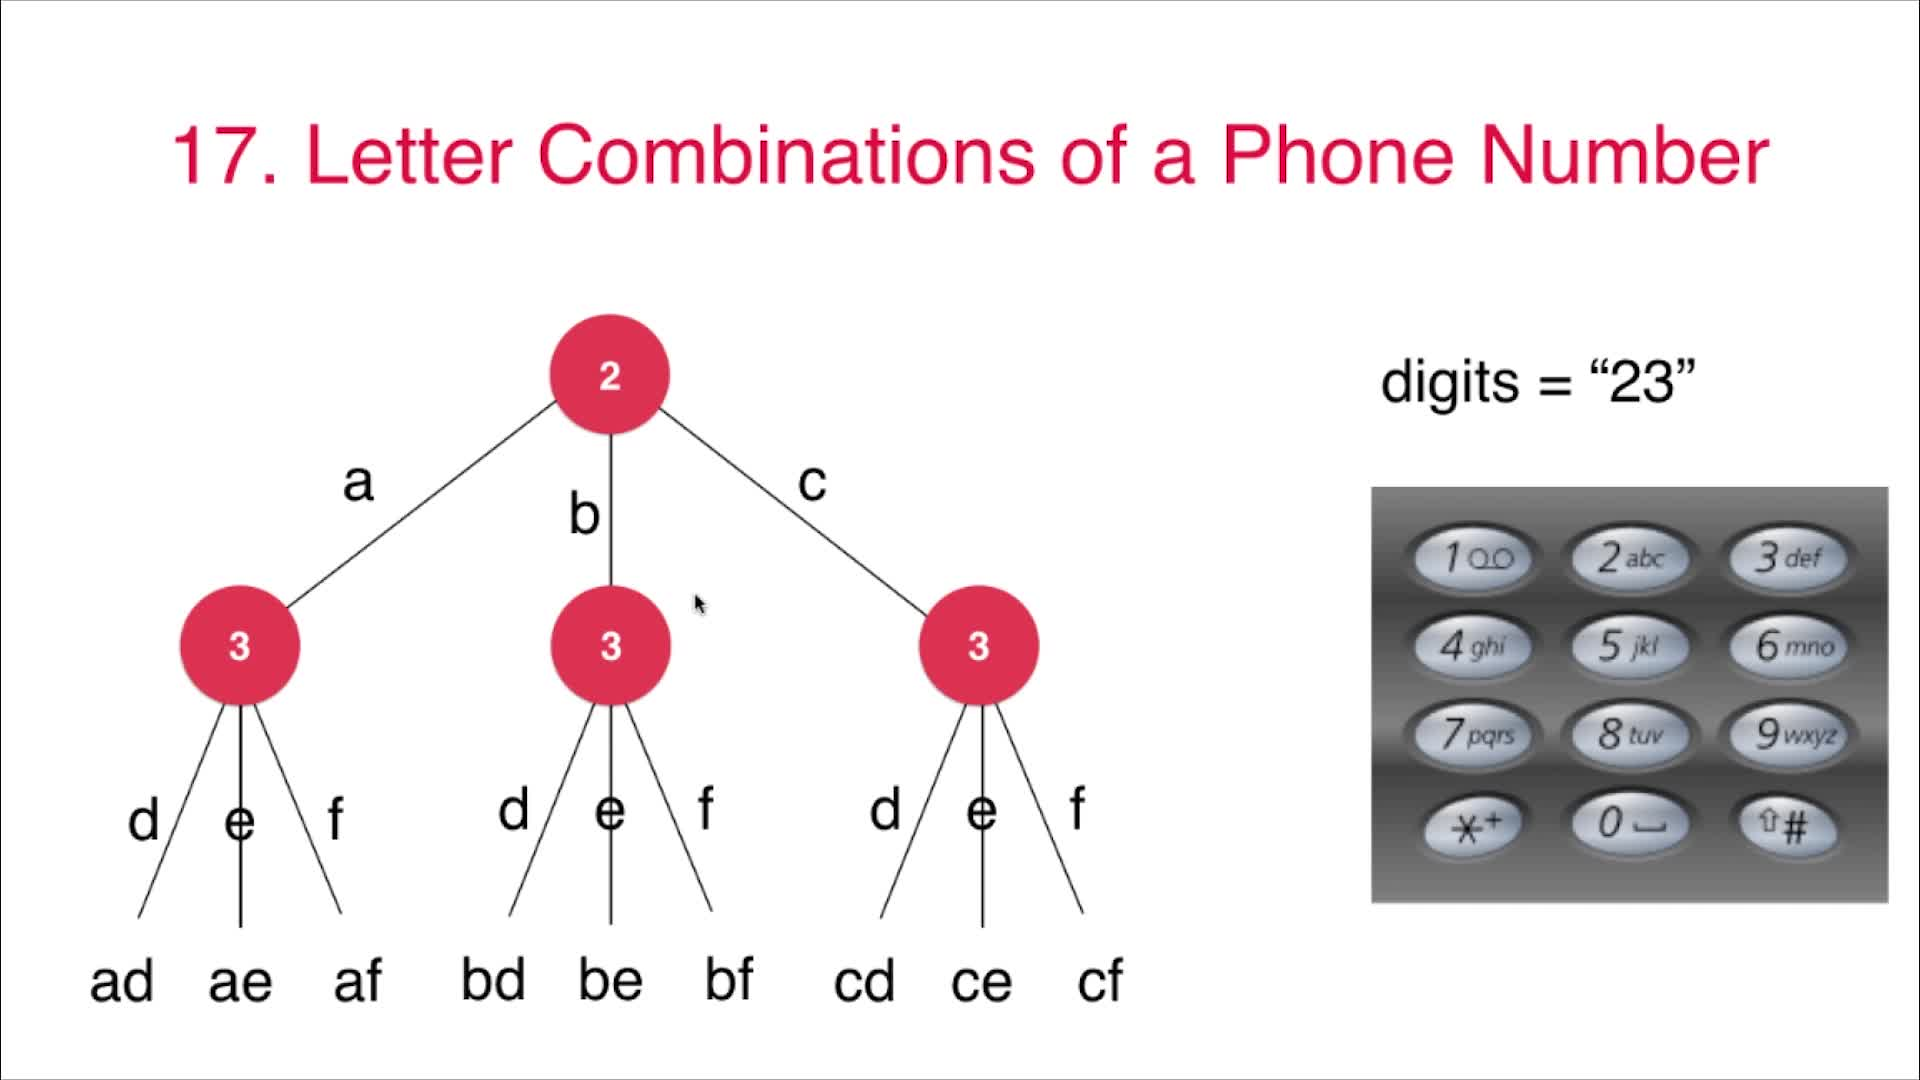 17. Letter Combinations of a Phone Number
2
digits = “23”
a
b
c
3
3
3
d e f
d e f
d e f
ad ae af bd be bf cd ce cf
1
2 abc
3 def
4 ghi
5 jkl
6 mno
7 pqrs
8 tuv
9 wxyz
*+
0
⇧#